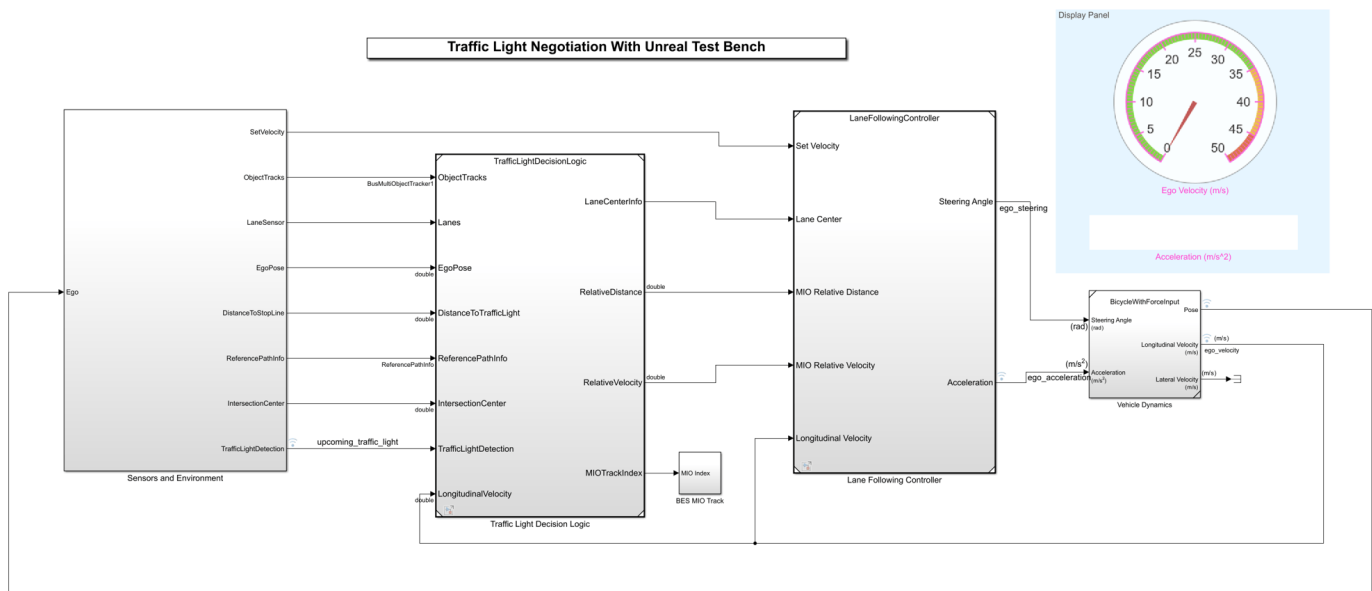 Traffic Light Negotiation With Unreal Test Bench
Display Panel
0
5
10
15
20
25
30
35
40
45
50
Ego Velocity (m/s)
Acceleration (m/s^2)
Ego
SetVelocity
ObjectTracks
LaneSensor
EgoPose
DistanceToStopLine
ReferencePathInfo
IntersectionCenter
TrafficLightDetection
Sensors and Environment
upcoming_traffic_light
BusMultiObjectTracker1
double
double
ReferencePathInfo
double
double
TrafficLightDecisionLogic
ObjectTracks
Lanes
EgoPose
DistanceToTrafficLight
ReferencePathInfo
IntersectionCenter
TrafficLightDetection
LongitudinalVelocity
LaneCenterInfo
RelativeDistance
RelativeVelocity
MIOTrackIndex
Traffic Light Decision Logic
double
double
MIO Index
BES MIO Track
LaneFollowingController
Set Velocity
Lane Center
MIO Relative Distance
MIO Relative Velocity
Longitudinal Velocity
Steering Angle
Acceleration
Lane Following Controller
ego_steering
(rad)
(m/s²)
ego_acceleration
BicycleWithForceInput
Steering Angle
(rad)
Acceleration
(m/s²)
Pose
Longitudinal Velocity
(m/s)
Lateral Velocity
(m/s)
Vehicle Dynamics
(m/s)
ego_velocity
(m/s)